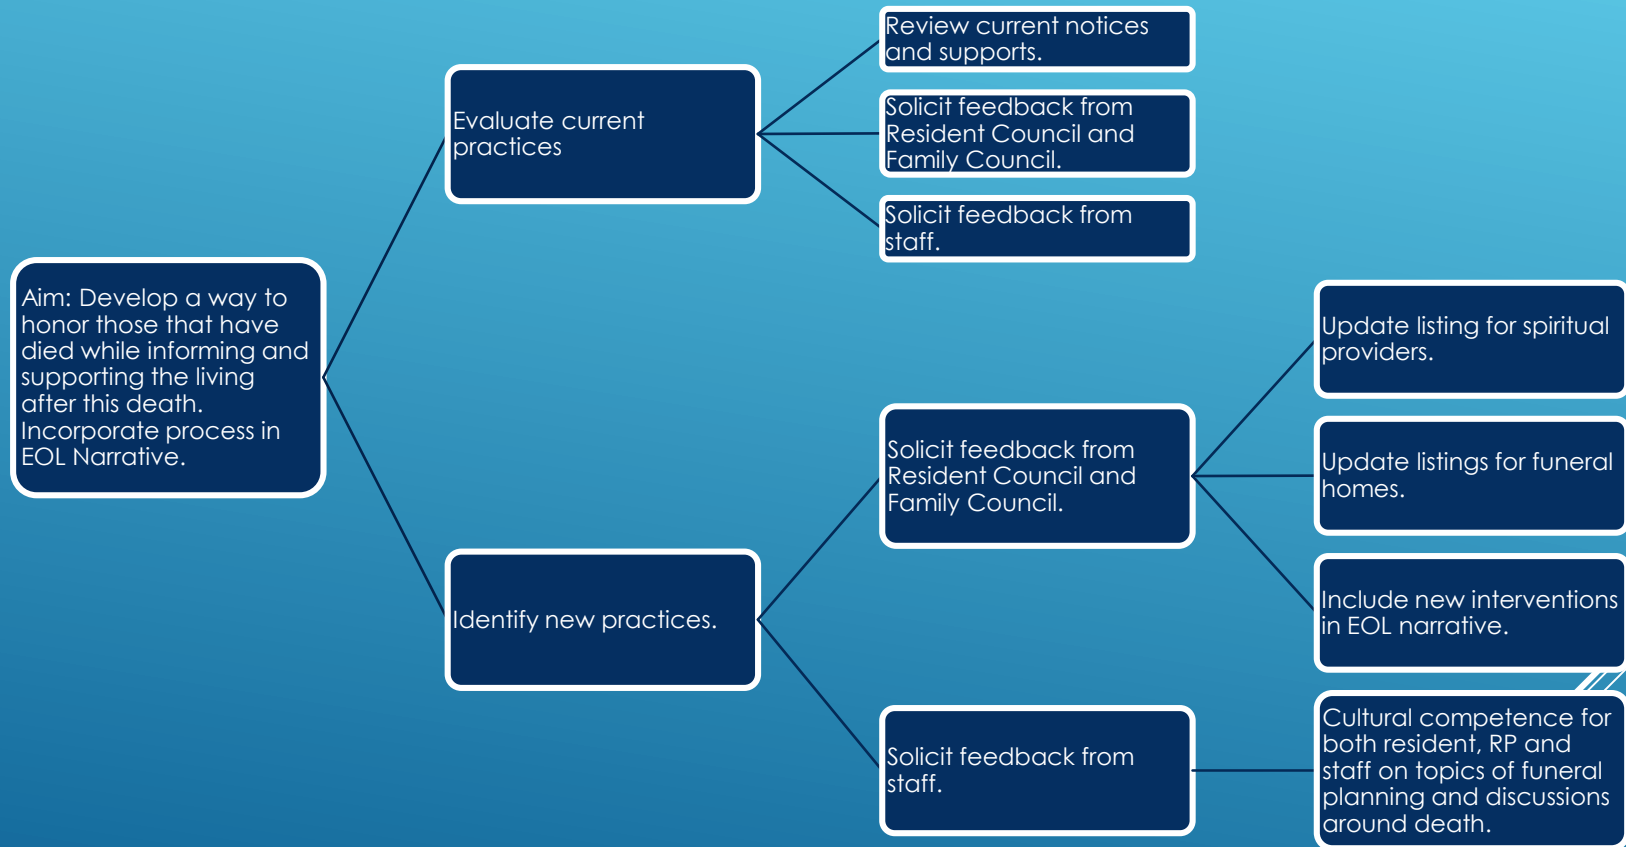 Aim: Develop a way to
honor those that have
died while informing and
supporting the living
after this death.
Incorporate process in
EOL Narrative.
Evaluate current
practices
Review current notices
and supports.
Solicit feedback from
Resident Council and
Family Council.
Solicit feedback from
staff.
Identify new practices.
Solicit feedback from
Resident Council and
Family Council.
Update listing for spiritual
providers.
Update listings for funeral
homes.
Include new interventions
in EOL narrative.
Solicit feedback from
staff.
Cultural competence for
both resident, RP and
staff on topics of funeral
planning and discussions
around death.